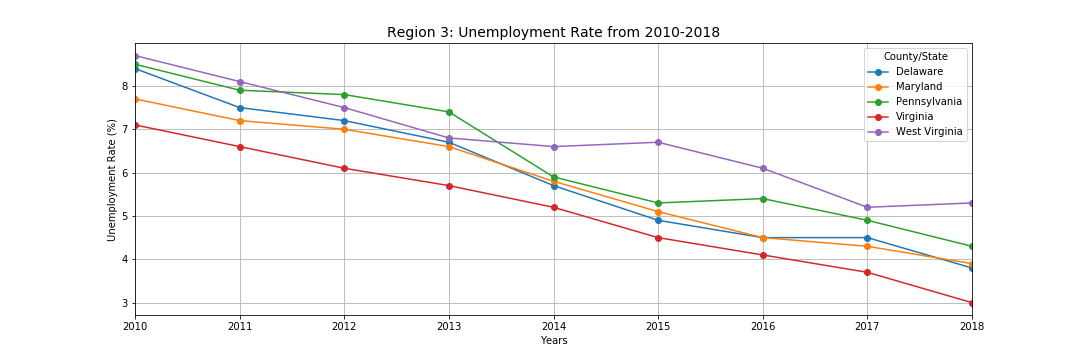 Region 3: Unemployment Rate from 2010-2018
County/State
Delaware
Maryland
Pennsylvania
Virginia
West Virginia
Unemployment Rate (%)
8
7
6
5
4
3
2010 2011 2012 2013 2014 2015 2016 2017 2018
Years